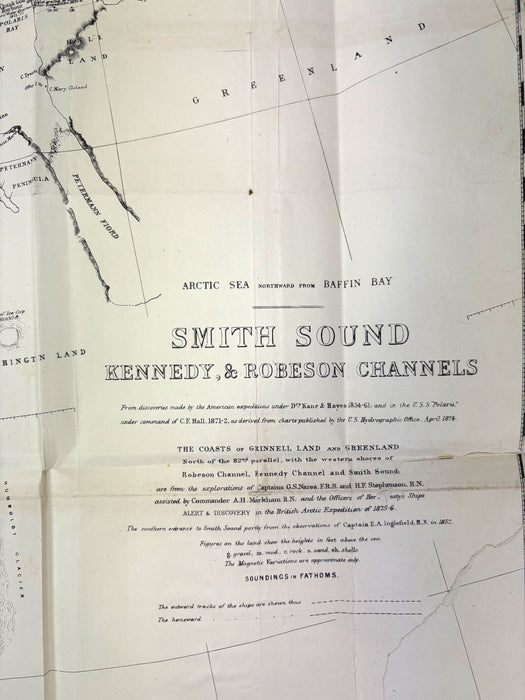 POLARIS
BAY
HALL
LAND
C. Mary Cleland
GREENLAND
PETERMANN
PENINSULA
PETERMANN FIORD
ARCTIC SEA NORTHWARD FROM BAFFIN BAY
SMITH SOUND
KENNEDY, & ROBESON CHANNELS
From discoveries made by the American expeditions under Drs Kane & Hayes 1854-61; and in the U.S.S. "Polaris",
under command of C.F. Hall, 1871-2, as derived from charts published by the U.S. Hydrographic Office. April 1874.
HINGTN LAND
THE COASTS OF GRINNELL LAND AND GREENLAND
North of the 82nd parallel, with the western shores of
Robeson Channel, Kennedy Channel and Smith Sound,
are from the explorations of Captains G.S. Nares, F.R.S. and H.F. Stephenson, R.N.
assisted by Commander A.H. Markham R.N. and the Officers of Her esty's Ships
ALERT & DISCOVERY in the British Arctic Expedition of 1875-6.
The southern entrance to Smith Sound partly from the observations of Captain E.A. Inglefield, R.N. in 1852.
Figures on the land show the heights in feet above the sea.
g. gravel, m. mud, r. rock, s. sand, sh. shells.
The Magnetic Variations are approximate only.
SOUNDINGS IN FATHOMS.
HUMBOLDT GLACIER
The outward tracks of the ships are shewn thus
The homeward